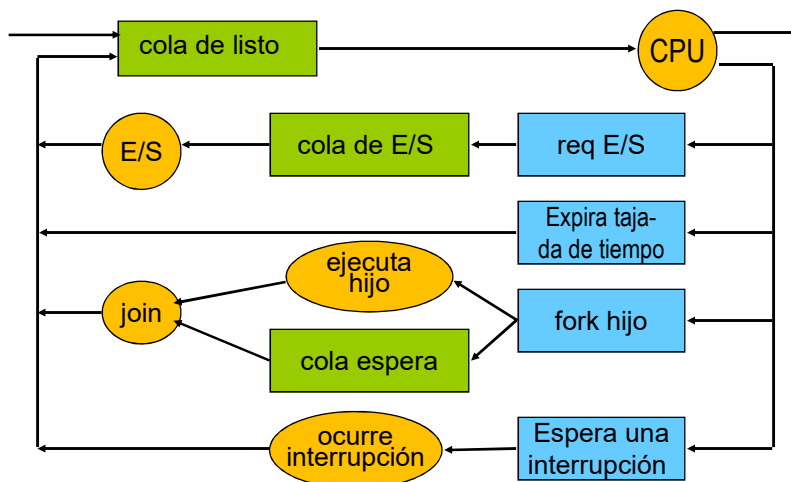 cola de listo
CPU
E/S
cola de E/S
req E/S
Expira taja-
da de tiempo
ejecuta
hijo
join
fork hijo
cola espera
ocurre
interrupción
Espera una
interrupción